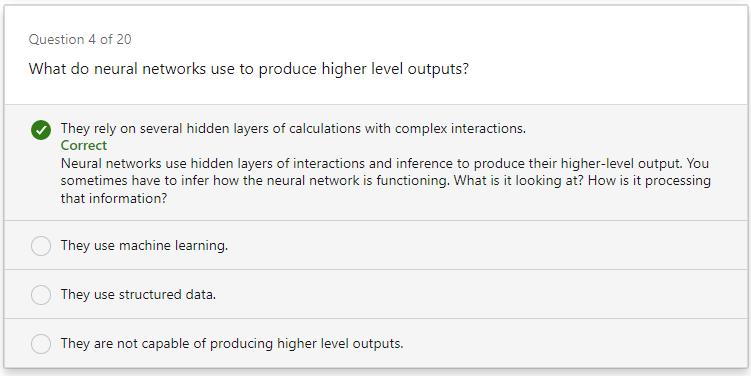 Question 4 of 20
What do neural networks use to produce higher level outputs?
They rely on several hidden layers of calculations with complex interactions.
Correct
Neural networks use hidden layers of interactions and inference to produce their higher-level output. You
sometimes have to infer how the neural network is functioning. What is it looking at? How is it processing
that information?
They use machine learning.
They use structured data.
They are not capable of producing higher level outputs.